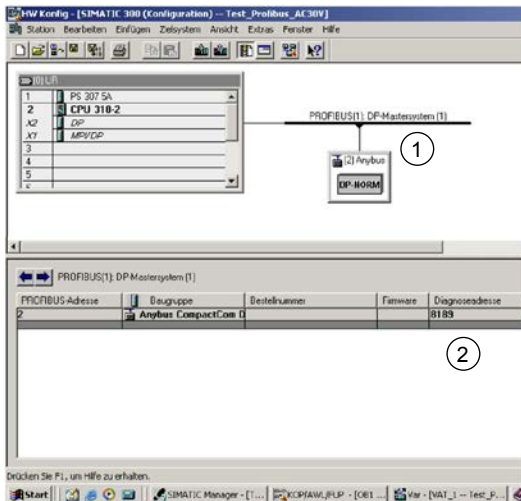 HW Konfig - [SIMATIC 300 (Konfiguration) -- Test_Profibus_AC30V]
Station Bearbeiten Einfügen Zielsystem Ansicht Extras Fenster Hilfe
(0) UR
1 PS 307 5A
2 CPU 318-2
X2 DP
X1 MPI/DP
3
4
5
6
PROFIBUS(1): DP-Mastersystem (1)
1
(2) Anybus
DP-NORM
PROFIBUS(1): DP-Mastersystem (1)
PROFIBUS-Adresse Baugruppe Bestellnummer Firmware Diagnoseadresse
2 Anybus CompactCom D 8189
2
Drücken Sie F1, um Hilfe zu erhalten.
Start SIMATIC Manager - [T... KOP/AWL/FUP - [OB1 ... Var - [VAT_1 -- Test_P...